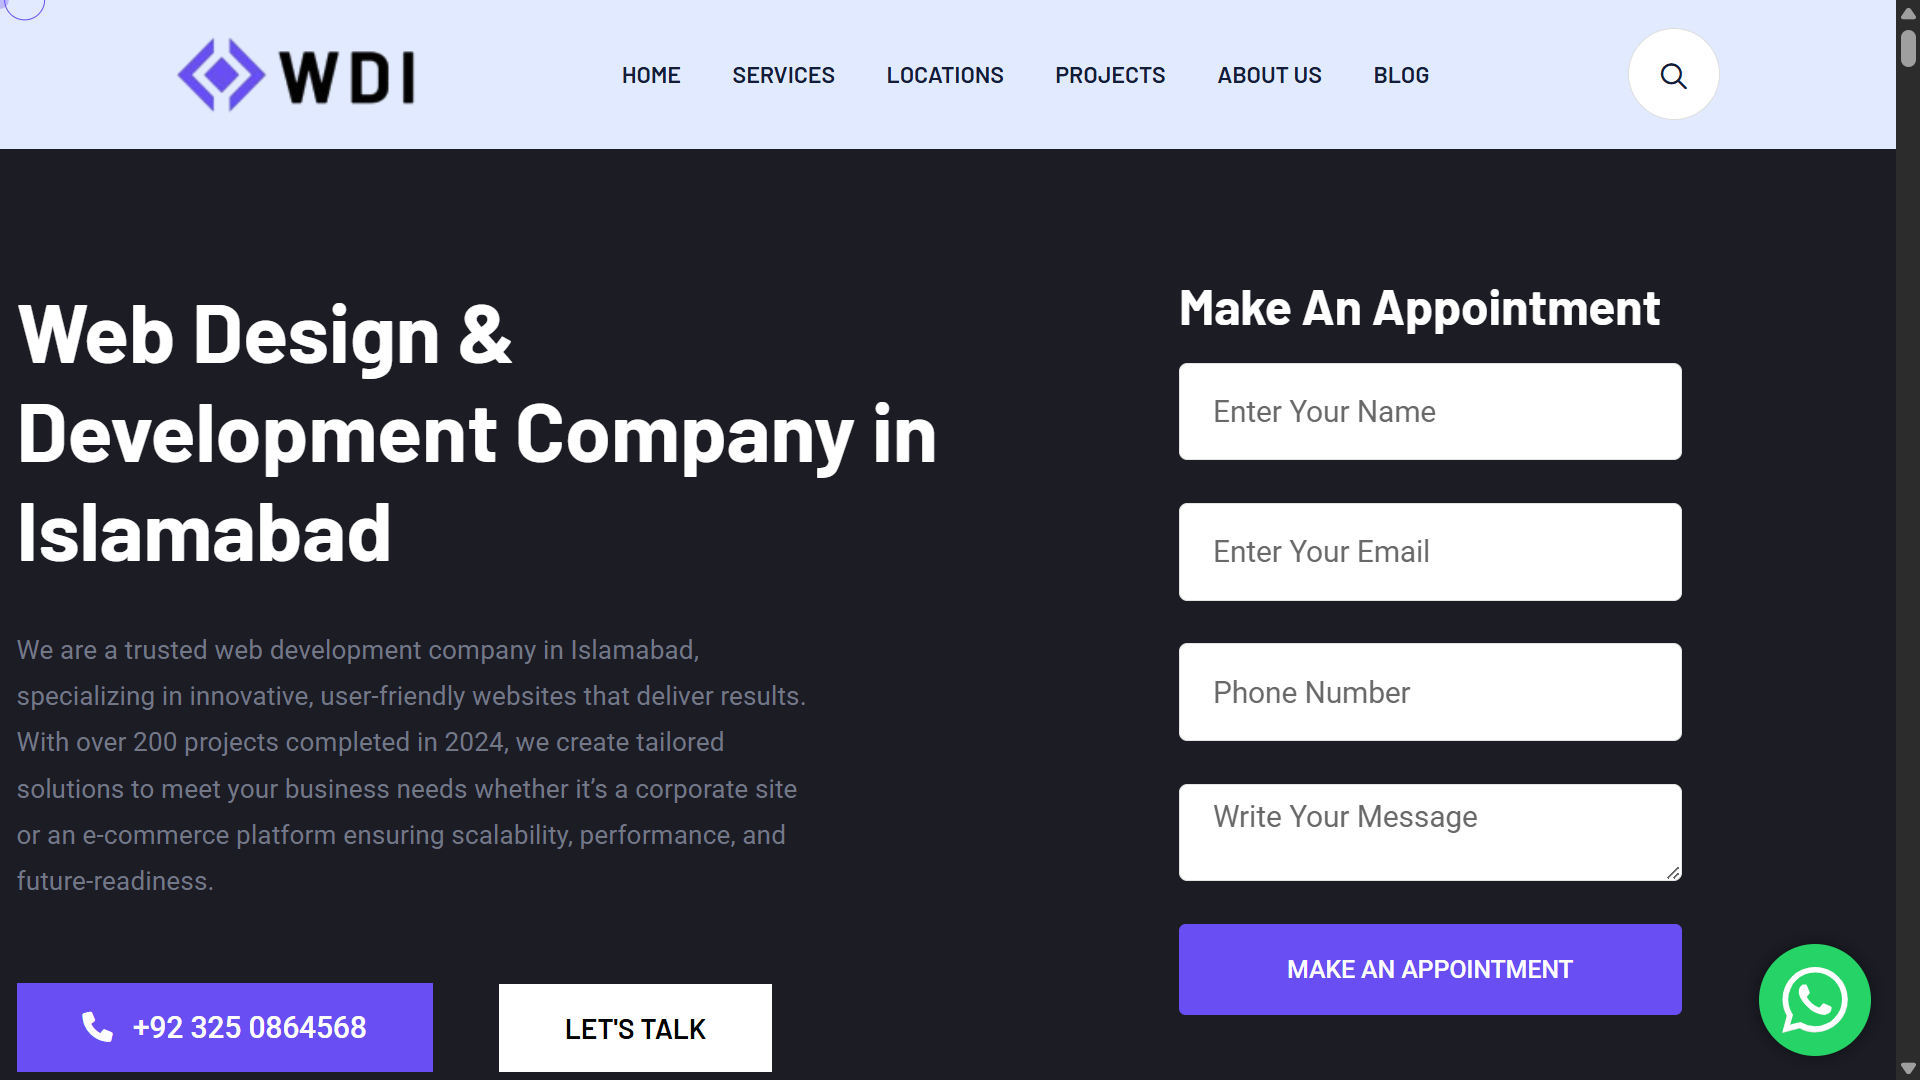 WDI
HOME SERVICES LOCATIONS PROJECTS ABOUT US BLOG
Web Design &
Development Company in
Islamabad
We are a trusted web development company in Islamabad,
specializing in innovative, user-friendly websites that deliver results.
With over 200 projects completed in 2024, we create tailored
solutions to meet your business needs whether it’s a corporate site
or an e-commerce platform ensuring scalability, performance, and
future-readiness.
+92 325 0864568
LET'S TALK
Make An Appointment
Enter Your Name
Enter Your Email
Phone Number
Write Your Message
MAKE AN APPOINTMENT